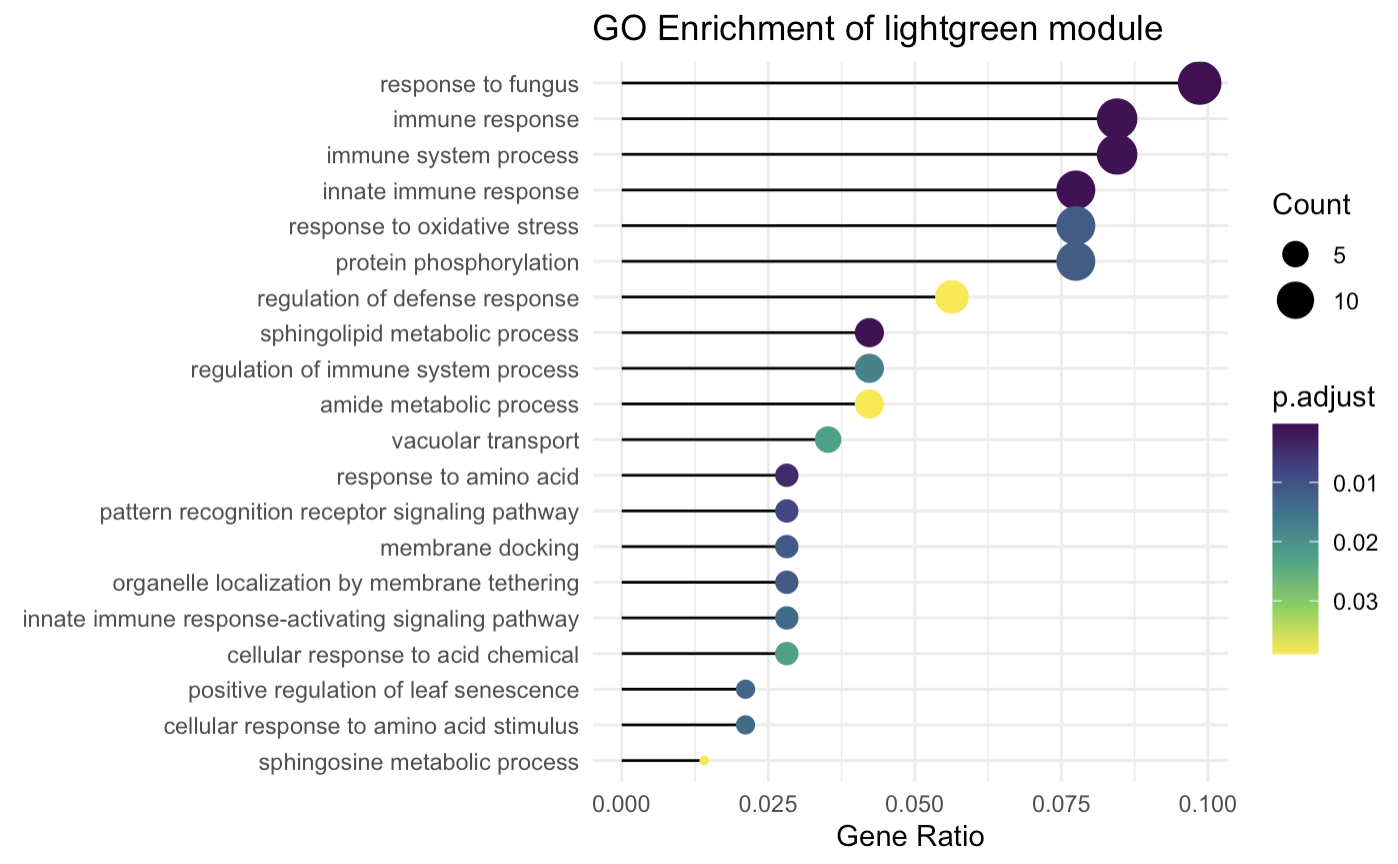 GO Enrichment of lightgreen module
response to fungus
immune response
immune system process
innate immune response
response to oxidative stress
protein phosphorylation
regulation of defense response
sphingolipid metabolic process
regulation of immune system process
amide metabolic process
vacuolar transport
response to amino acid
pattern recognition receptor signaling pathway
membrane docking
organelle localization by membrane tethering
innate immune response-activating signaling pathway
cellular response to acid chemical
positive regulation of leaf senescence
cellular response to amino acid stimulus
sphingosine metabolic process
0.000 0.025 0.050 0.075 0.100
Gene Ratio
Count
5
10
p.adjust
0.01
0.02
0.03